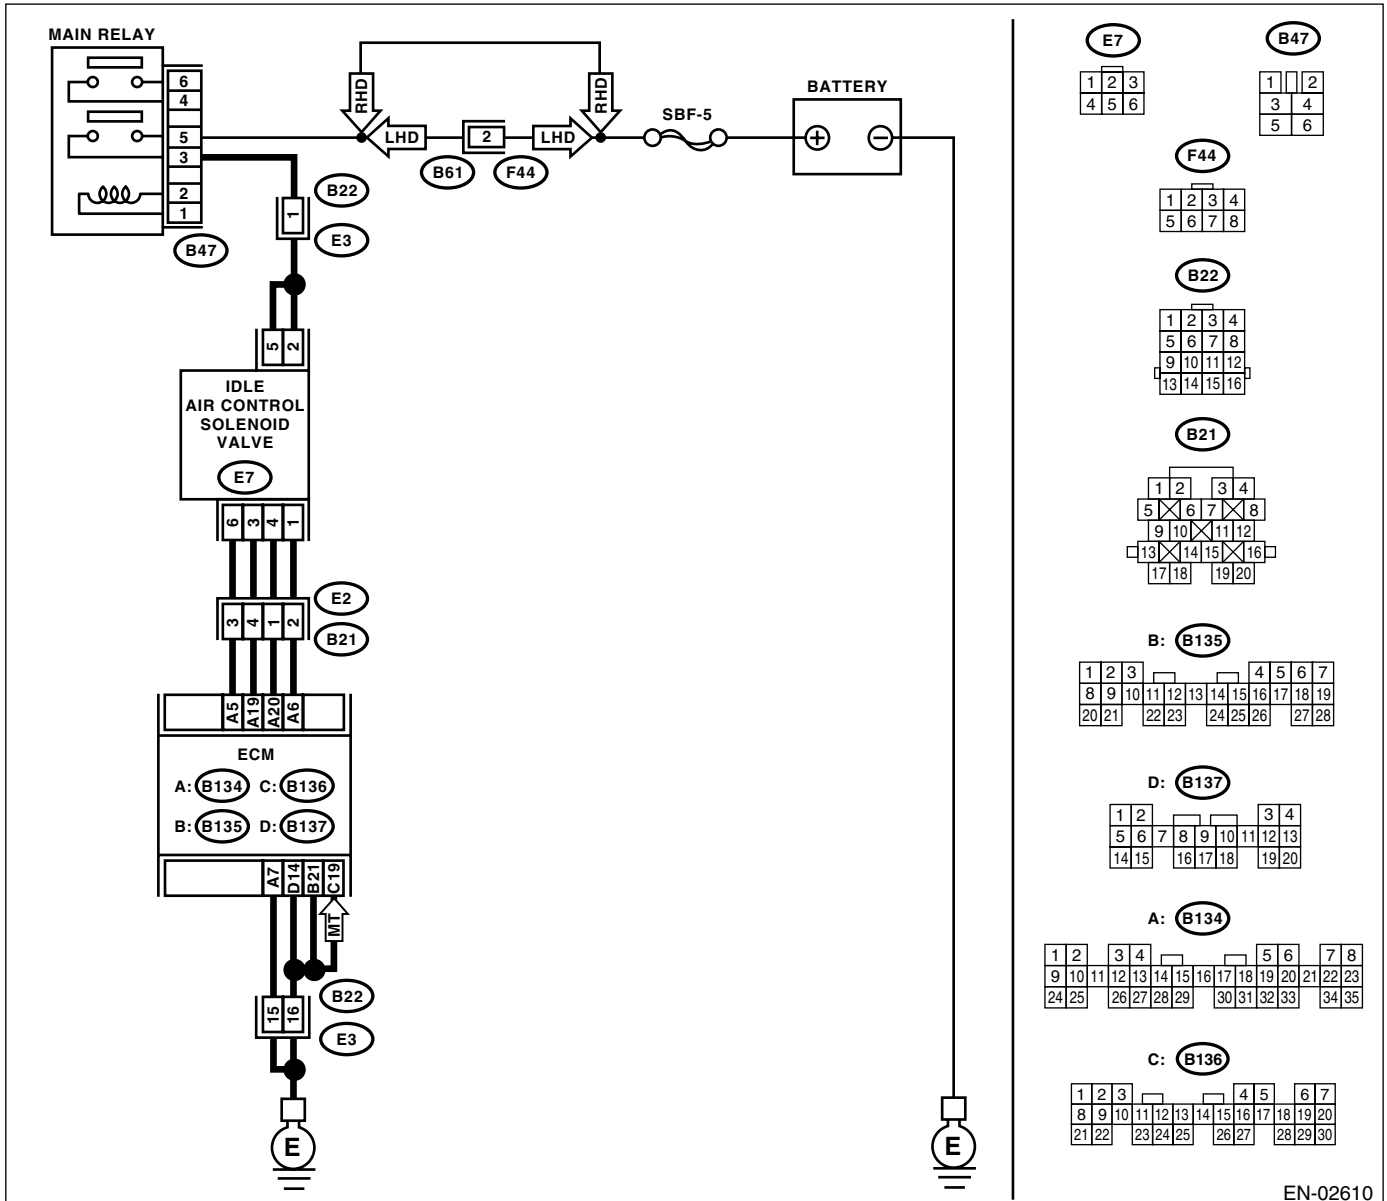 MAIN RELAY
6
4
5
3
2
1
B47
RHD
RHD
LHD
2
LHD
B61
F44
SBF-5
BATTERY
+
−
B22
1
E3
5 2
IDLE
AIR CONTROL
SOLENOID
VALVE
E7
6 3 4 1
E2
3 4 1 2
B21
A5 A19 A20 A6
ECM
A: B134 C: B136
B: B135 D: B137
A7 D14 B21 C19
MT
B22
15 16
E3
E
E
E7
1 2 3
4 5 6
B47
1 2
3 4
5 6
F44
1 2 3 4
5 6 7 8
B22
1 2 3 4
5 6 7 8
9 10 11 12
13 14 15 16
B21
1 2 3 4
5 6 7 8
9 10 11 12
13 14 15 16
17 18 19 20
B: B135
1 2 3 4 5 6 7
8 9 10 11 12 13 14 15 16 17 18 19
20 21 22 23 24 25 26 27 28
D: B137
1 2 3 4
5 6 7 8 9 10 11 12 13
14 15 16 17 18 19 20
A: B134
1 2 3 4 5 6 7 8
9 10 11 12 13 14 15 16 17 18 19 20 21 22 23
24 25 26 27 28 29 30 31 32 33 34 35
C: B136
1 2 3 4 5 6 7
8 9 10 11 12 13 14 15 16 17 18 19 20
21 22 23 24 25 26 27 28 29 30
EN-02610